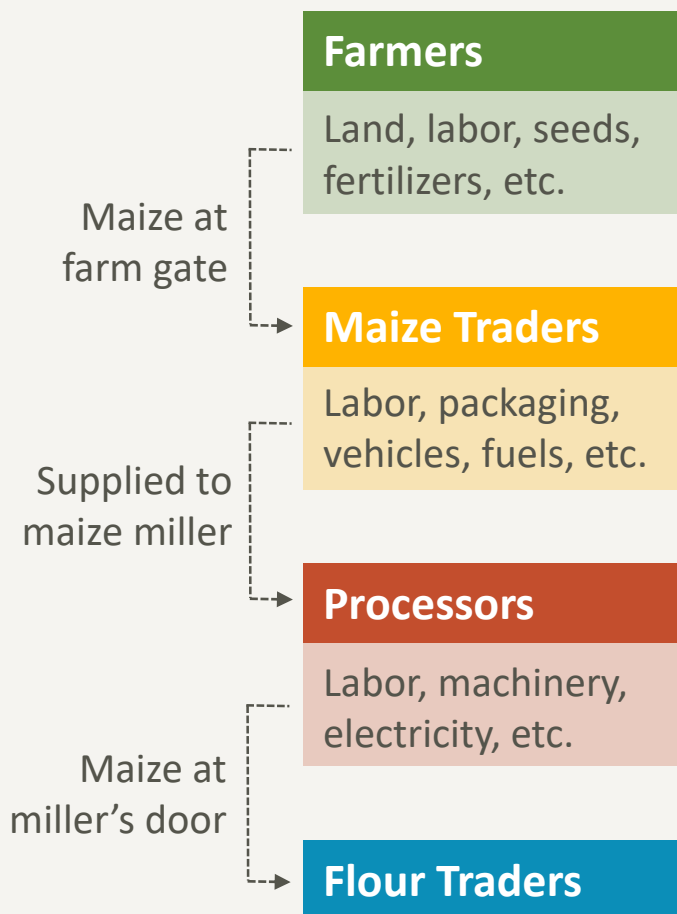 Farmers
Land, labor, seeds,
fertilizers, etc.
Maize at
farm gate
Maize Traders
Labor, packaging,
vehicles, fuels, etc.
Supplied to
maize miller
Processors
Labor, machinery,
electricity, etc.
Maize at
miller’s door
Flour Traders